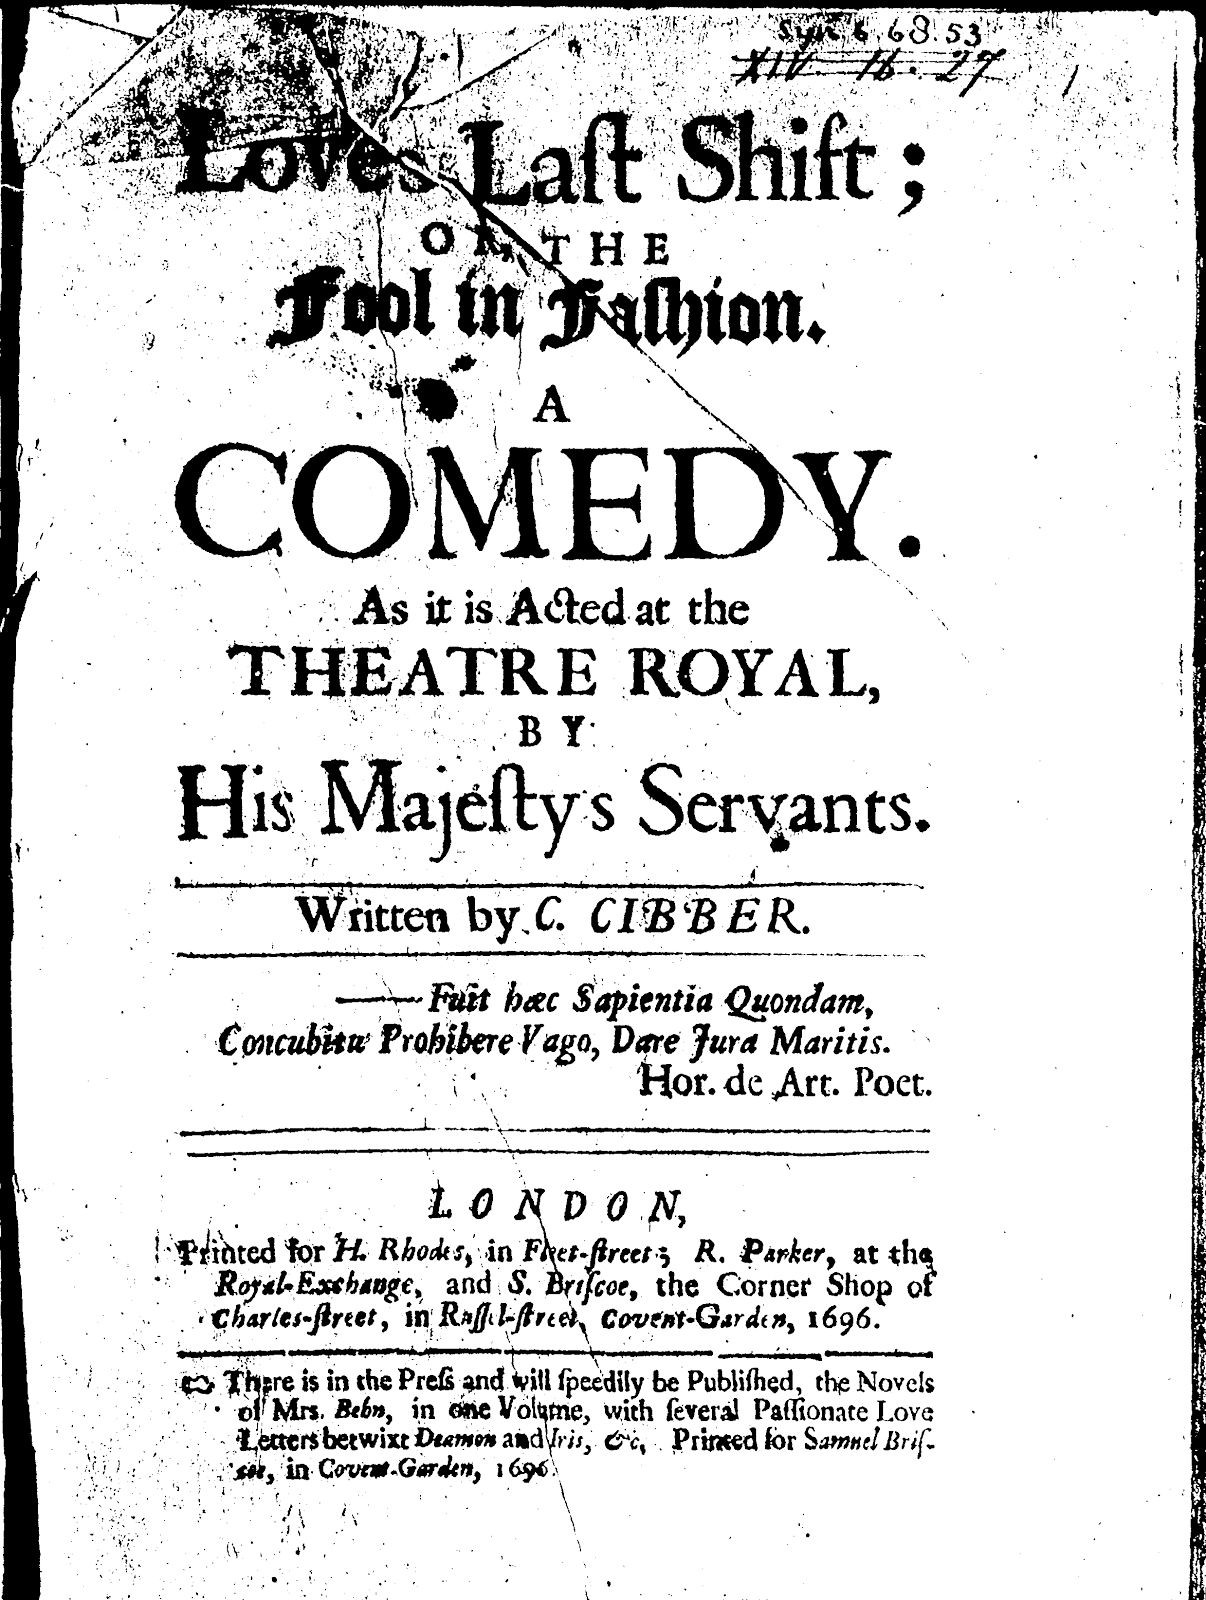 Syn 6.68.53
XIV. 16. 27
Loves Laſt Shift;
OR, THE
Fool in Faſhion.
A
COMEDY.
As it is Acted at the
THEATRE ROYAL,
BY
His Majeſty's Servants.
Written by C. CIBBER.
——Fuit hæc Sapientia Quondam,
Concubitu Prohibere Vago, Dare Jura Maritis.
Hor. de Art. Poet.
LONDON,
Printed for H. Rhodes, in Fleet-ſtreet; R. Parker, at the
Royal-Exchange, and S. Briſcoe, the Corner Shop of
Charles-ſtreet, in Ruſſel-ſtreet, Covent-Garden, 1696.
☞ There is in the Preſs and will ſpeedily be Publiſhed, the Novels
of Mrs. Behn, in one Volume, with ſeveral Paſſionate Love
Letters betwixt Deamon and Iris, &c. Printed for Samuel Briſ-
coe, in Covent-Garden, 1696.